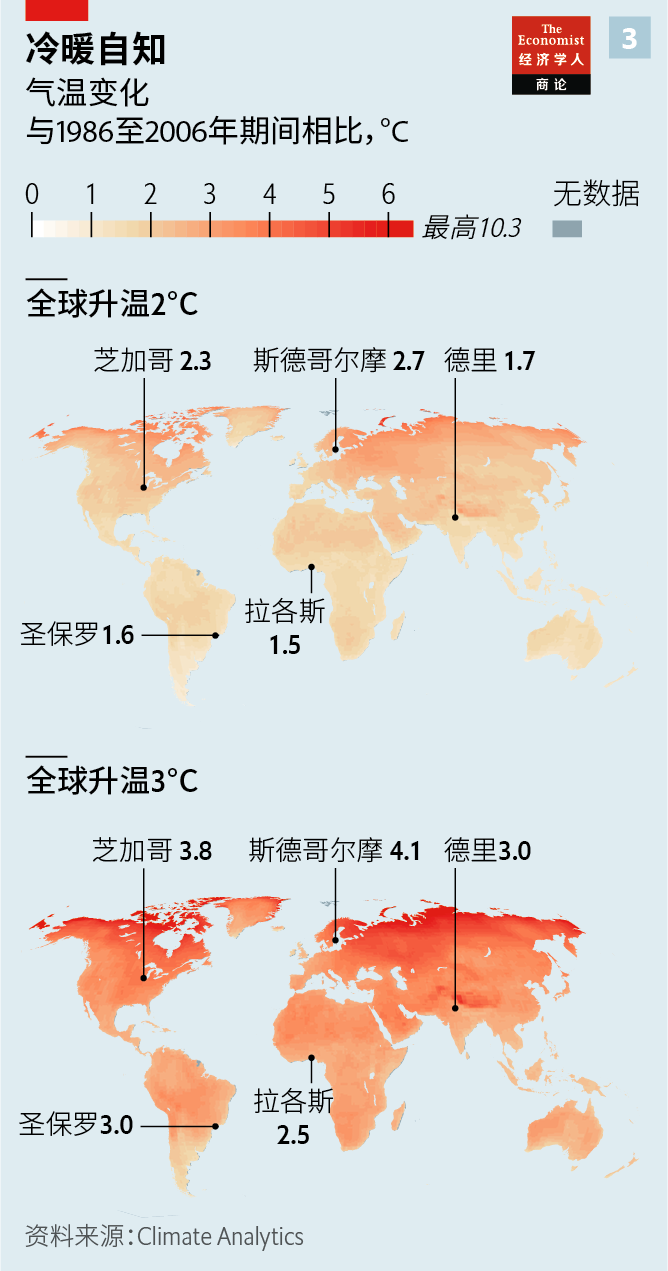 冷暖自知
The
Economist
经济学人
商论
3
气温变化
与1986至2006年期间相比，°C
0 1 2 3 4 5 6
最高10.3
无数据
全球升温2°C
芝加哥 2.3
斯德哥尔摩 2.7
德里 1.7
拉各斯
1.5
圣保罗1.6
全球升温3°C
芝加哥 3.8
斯德哥尔摩 4.1
德里3.0
拉各斯
2.5
圣保罗3.0
资料来源：Climate Analytics